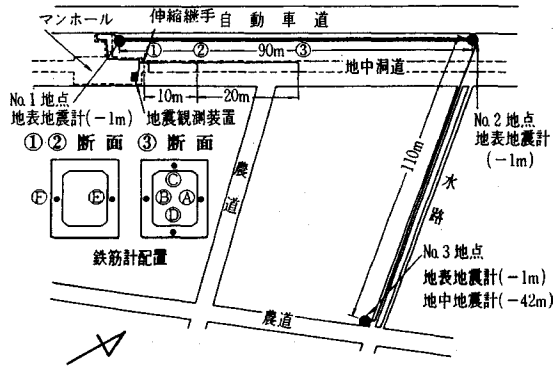 マンホール
伸縮継手
自動車道
① ② 90m ③
地中洞道
10m
20m
No.1 地点
地表地震計(-1m)
地震観測装置
No.2 地点
地表地震計
(-1m)
①② 断面
③ 断面
Ⓕ Ⓔ
Ⓒ
Ⓑ Ⓐ
Ⓓ
鉄筋計配置
農道
110m
水路
No.3 地点
地表地震計(-1m)
地中地震計(-42m)
農道